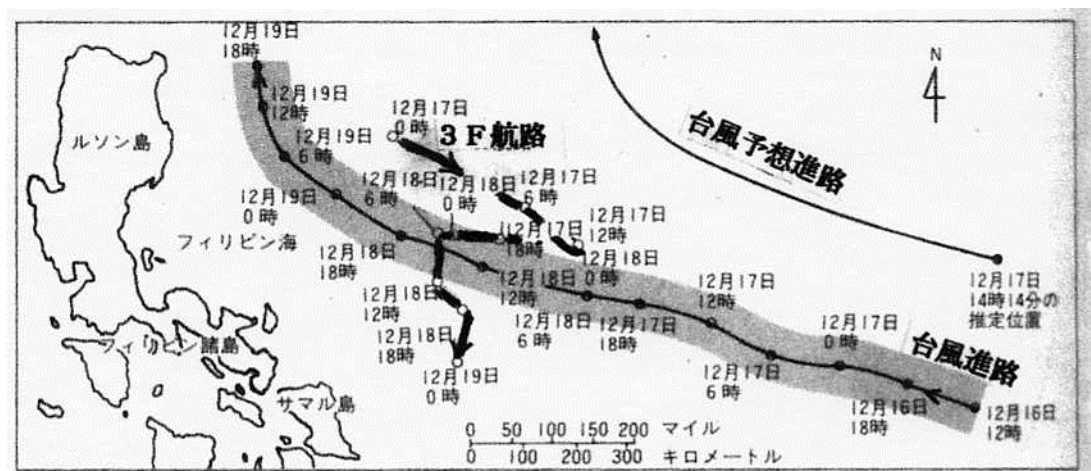 12月19日
18時
12月19日
12時
12月17日
0時
3F航路
N
台風予想進路
ルソン島
12月19日
6時
12月18日
6時
12月18日
0時
12月17日
6時
12月19日
0時
フィリピン海
12月17日
18時
12月17日
12時
12月18日
18時
12月18日
0時
12月18日
12時
12月17日
12時
12月17日
14時14分の
推定位置
12月18日
12時
12月18日
6時
12月17日
18時
12月17日
0時
台風進路
フィリピン諸島
12月18日
18時
12月17日
6時
12月19日
0時
サマル島
12月16日
18時
12月16日
12時
0 50 100 150 200 マイル
0 100 200 300 キロメートル